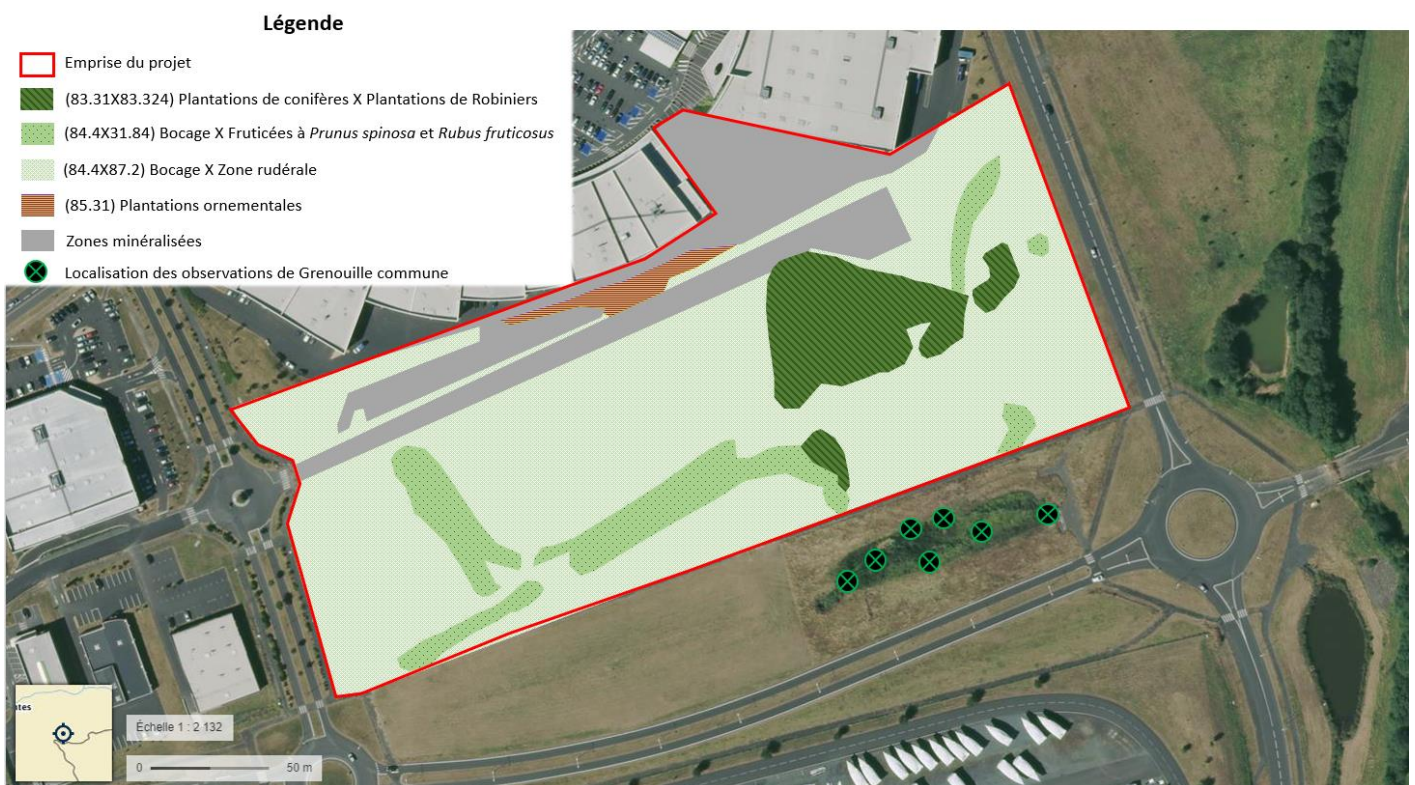 Légende
Emprise du projet
(83.31X83.324) Plantations de conifères X Plantations de Robiniers
(84.4X31.84) Bocage X Fruticées à Prunus spinosa et Rubus fruticosus
(84.4X87.2) Bocage X Zone rudérale
(85.31) Plantations ornementales
Zones minéralisées
Localisation des observations de Grenouille commune
ites
Échelle 1 : 2 132
0 50 m